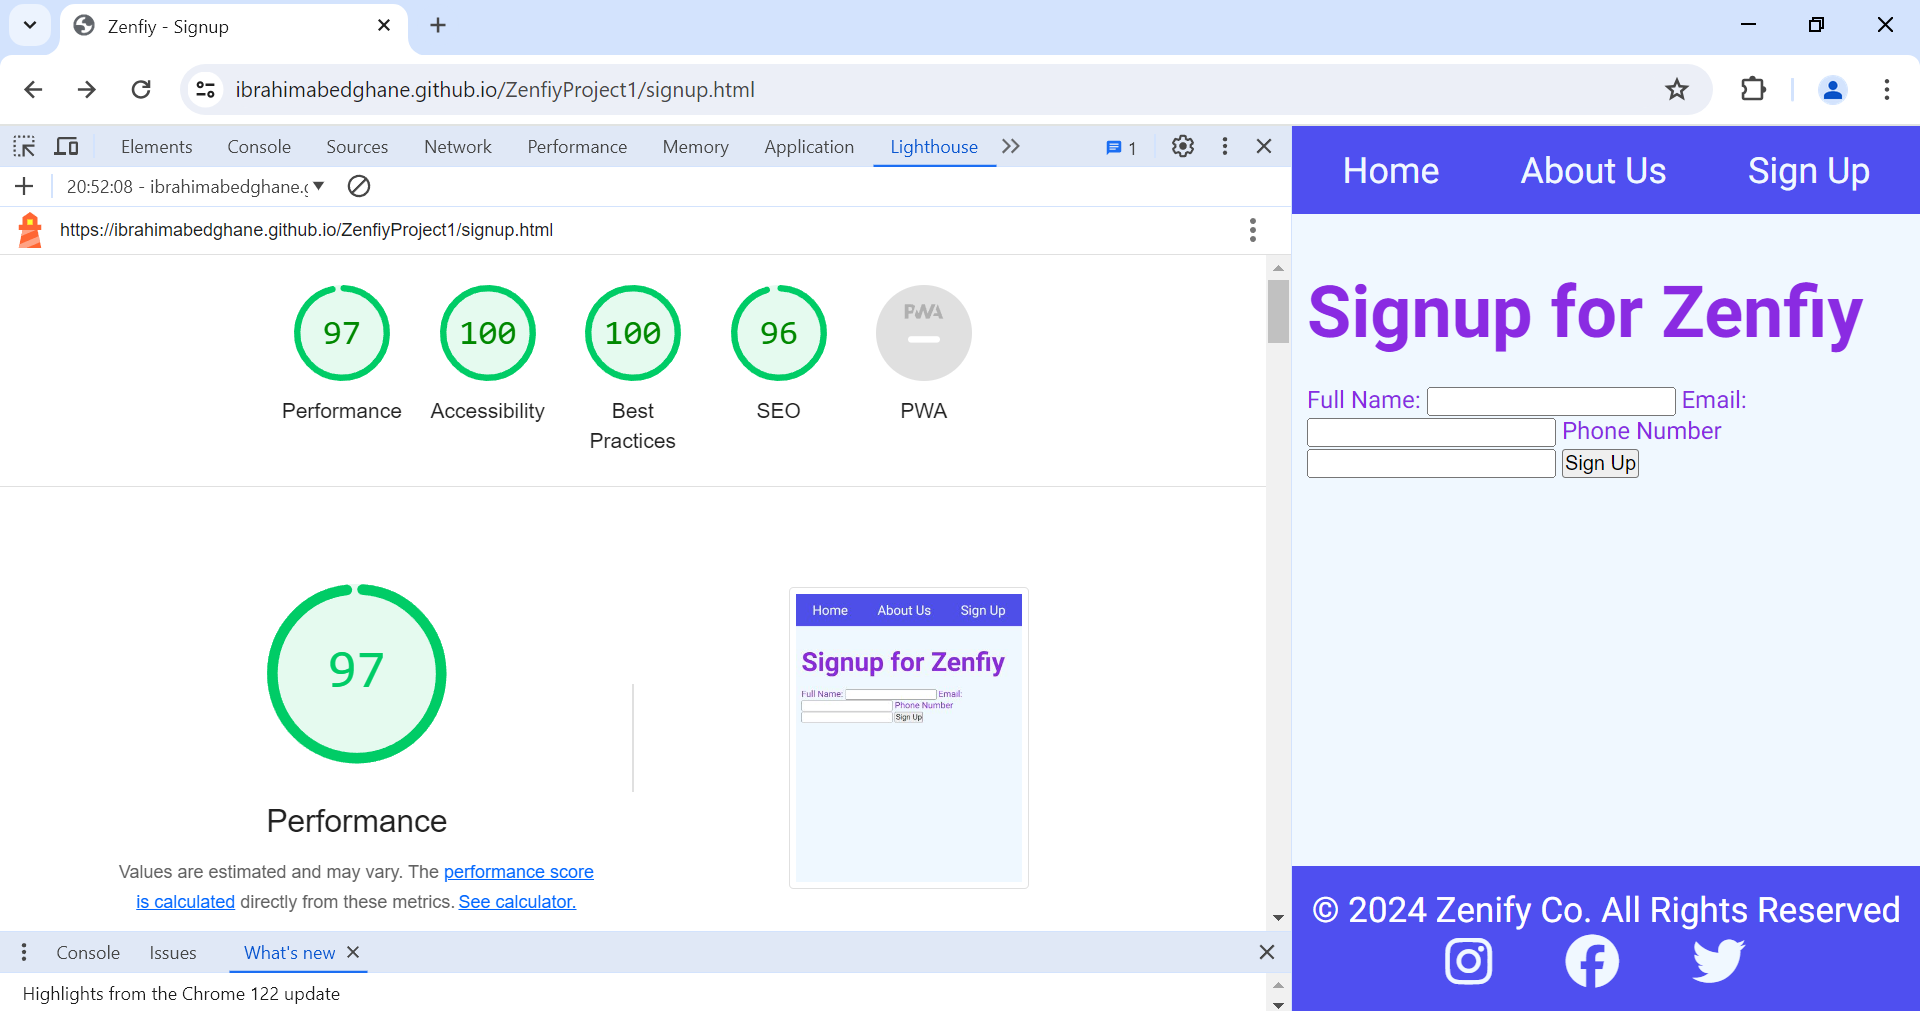 Zenfiy - Signup
ibrahimabedghane.github.io/ZenfiyProject1/signup.html
Elements Console Sources Network Performance Memory Application Lighthouse 1
20:52:08 - ibrahimabedghane.g
https://ibrahimabedghane.github.io/ZenfiyProject1/signup.html
97 100 100 96 PWA
Performance Accessibility Best Practices SEO PWA
97
Performance
Values are estimated and may vary. The performance score
is calculated directly from these metrics. See calculator.
Home About Us Sign Up
Signup for Zenfiy
Full Name: Email:
Phone Number
Sign Up
Console Issues What's new
Highlights from the Chrome 122 update
Home About Us Sign Up
Signup for Zenfiy
Full Name: Email:
Phone Number
Sign Up
© 2024 Zenify Co. All Rights Reserved